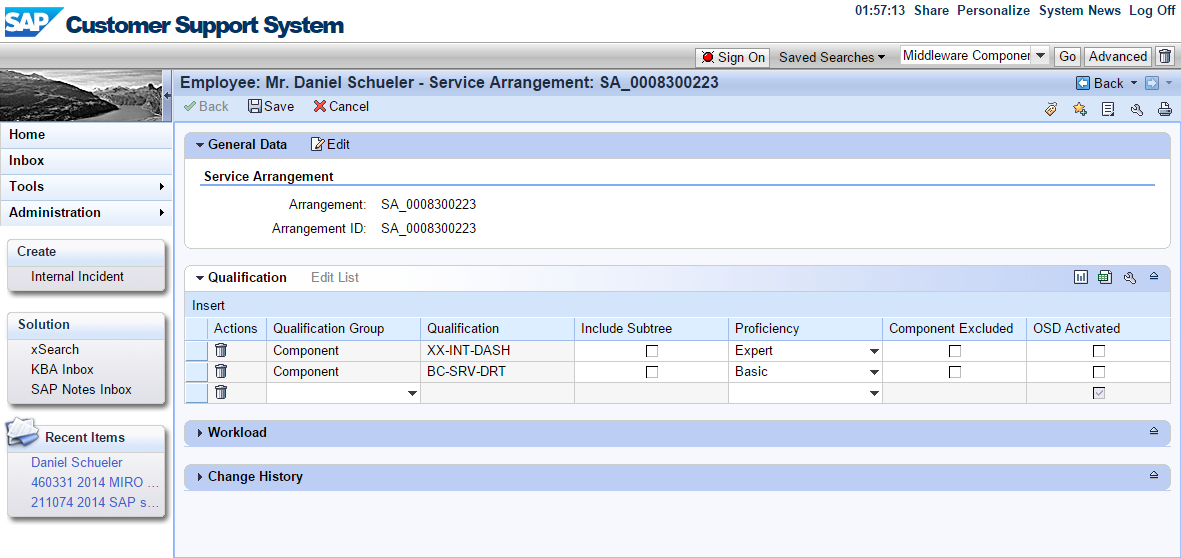 01:57:13 Share Personalize System News Log Off
SAP Customer Support System
Sign On Saved Searches Middleware Componer Go Advanced
Employee: Mr. Daniel Schueler - Service Arrangement: SA_0008300223 Back
Back Save Cancel
Home
Inbox
Tools
Administration
Create
Internal Incident
Solution
xSearch
KBA Inbox
SAP Notes Inbox
Recent Items
Daniel Schueler
460331 2014 MIRO ...
211074 2014 SAP s...
General Data Edit
Service Arrangement
Arrangement: SA_0008300223
Arrangement ID: SA_0008300223
Qualification Edit List
Insert
Actions Qualification Group Qualification Include Subtree Proficiency Component Excluded OSD Activated
Component XX-INT-DASH Expert
Component BC-SRV-DRT Basic
Workload
Change History